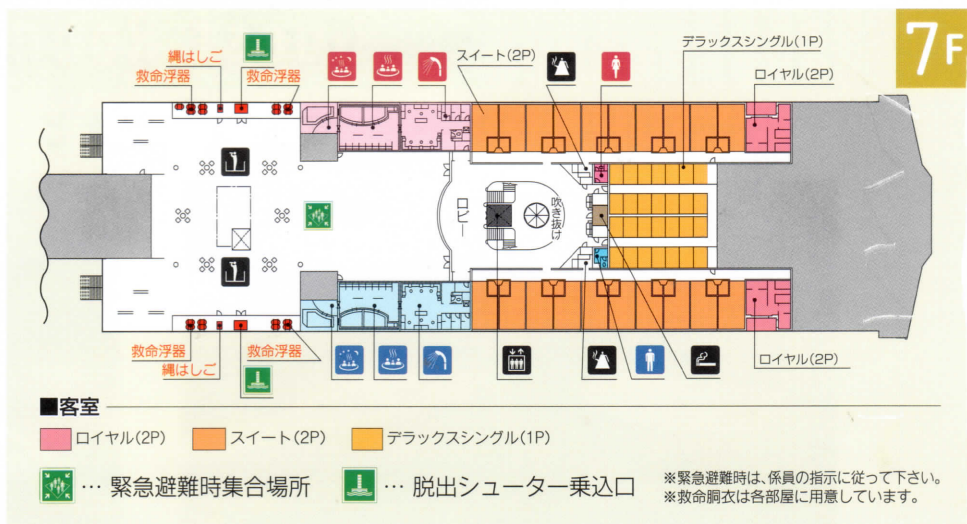 7F
縄はしご
救命浮器
救命浮器
スイート(2P)
デラックスシングル(1P)
ロイヤル(2P)
ロビー
吹き抜け
救命浮器
縄はしご
救命浮器
ロイヤル(2P)
■客室
ロイヤル(2P)
スイート(2P)
デラックスシングル(1P)
… 緊急避難時集合場所
… 脱出シューター乗込口
※緊急避難時は、係員の指示に従って下さい。
※救命胴衣は各部屋に用意しています。